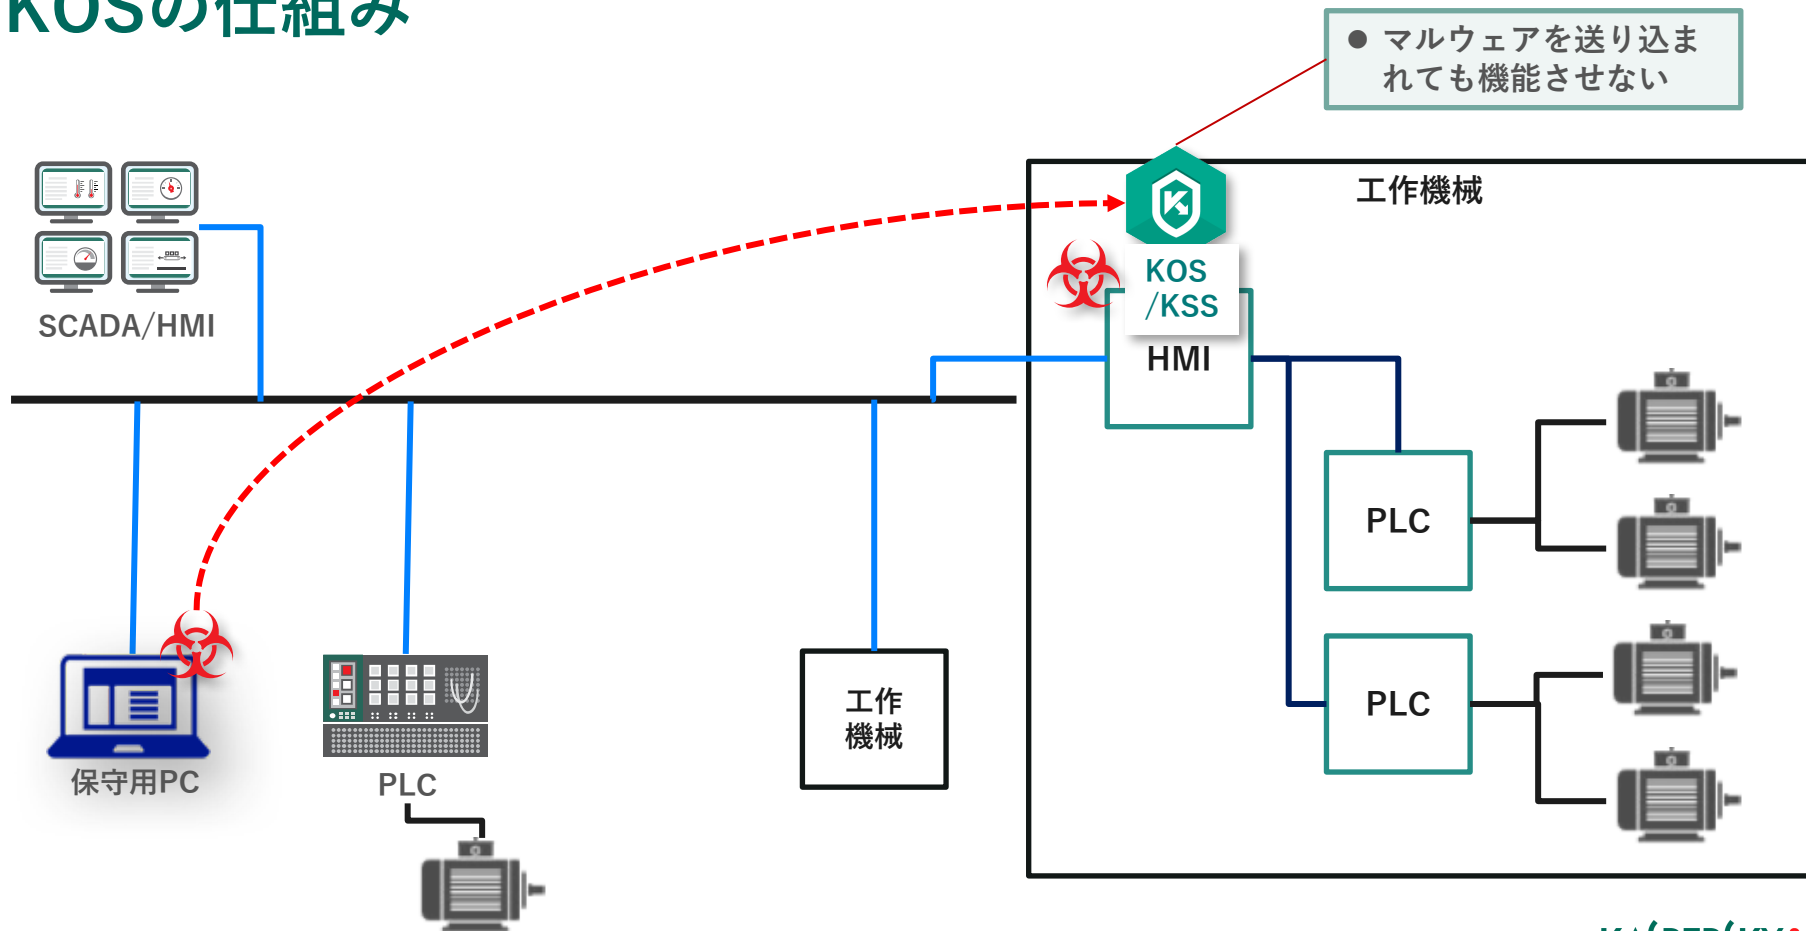 KOSの仕組み
● マルウェアを送り込ま
れても機能させない
工作機械
KOS
/KSS
HMI
SCADA/HMI
PLC
PLC
工作
機械
保守用PC
PLC